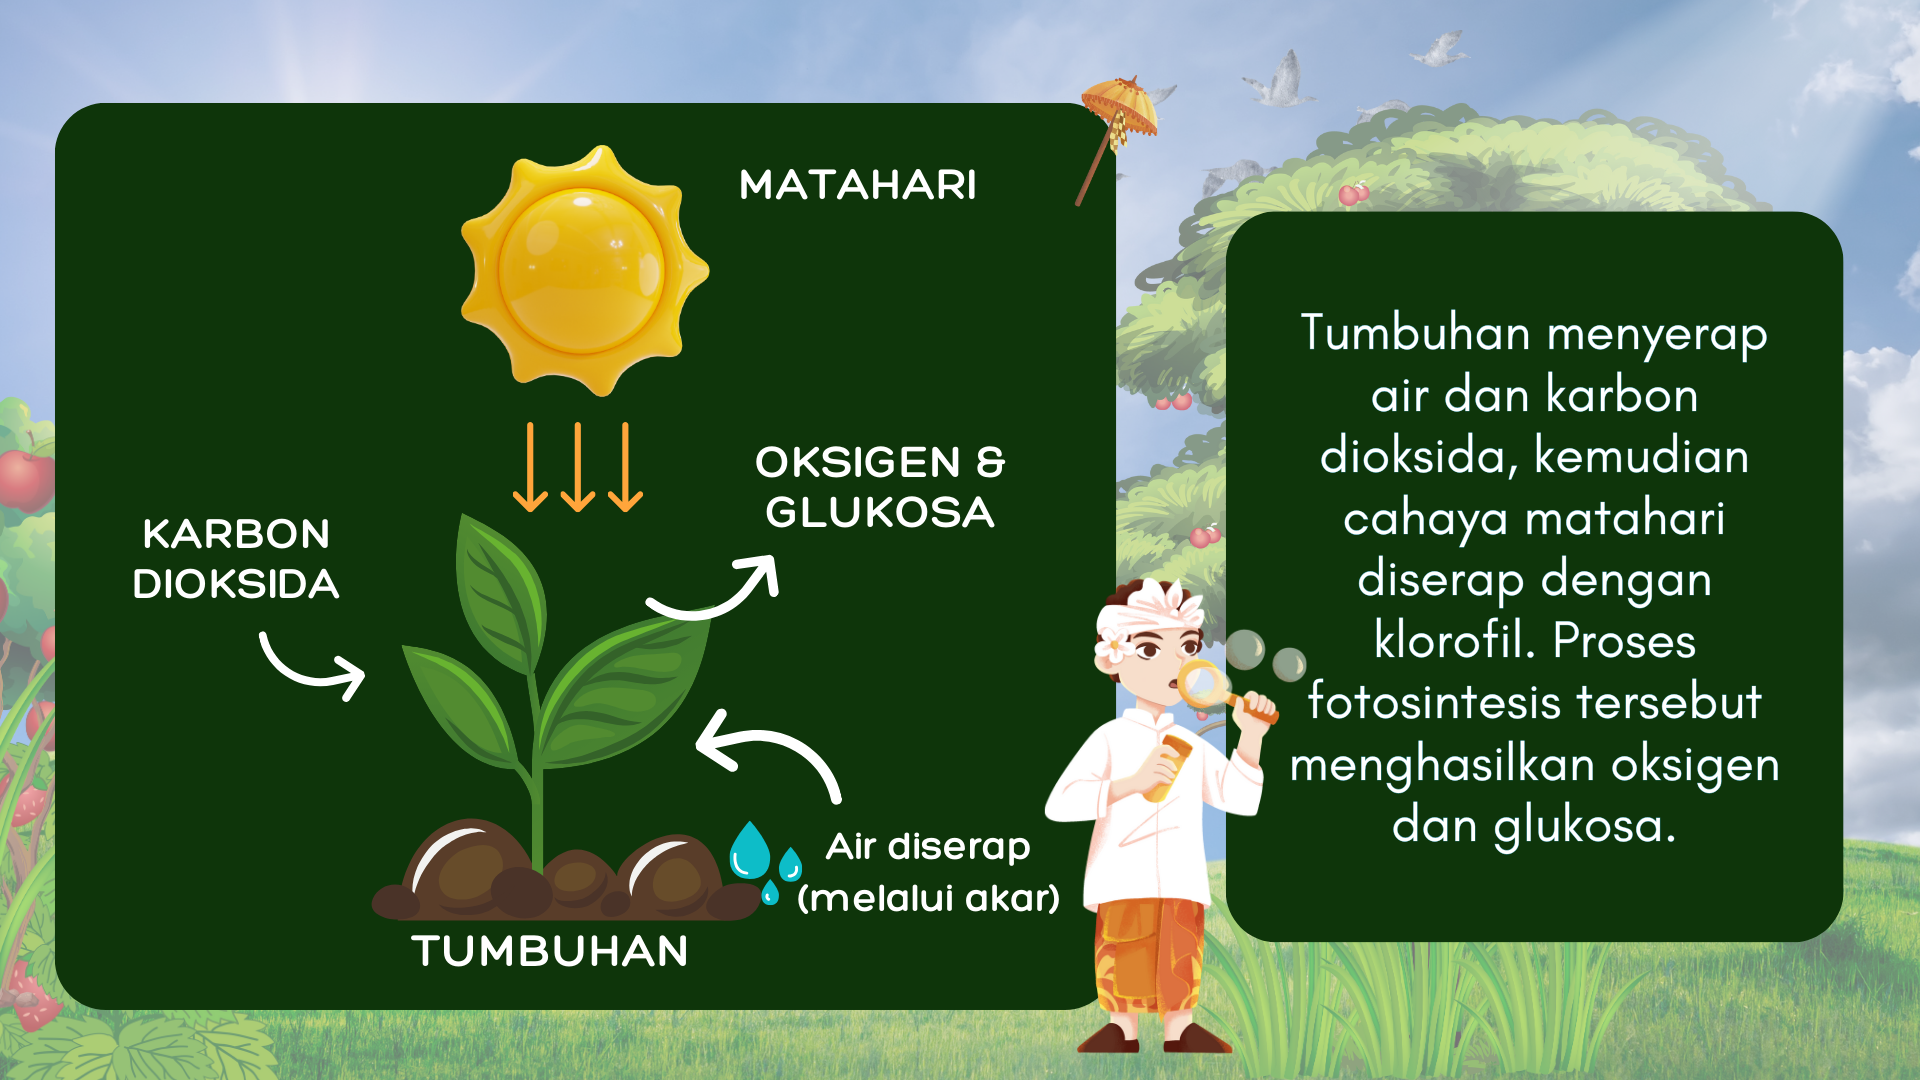 MATAHARI
OKSIGEN &
GLUKOSA
KARBON
DIOKSIDA
Air diserap
(melalui akar)
TUMBUHAN
Tumbuhan menyerap
air dan karbon
dioksida, kemudian
cahaya matahari
diserap dengan
klorofil. Proses
fotosintesis tersebut
menghasilkan oksigen
dan glukosa.